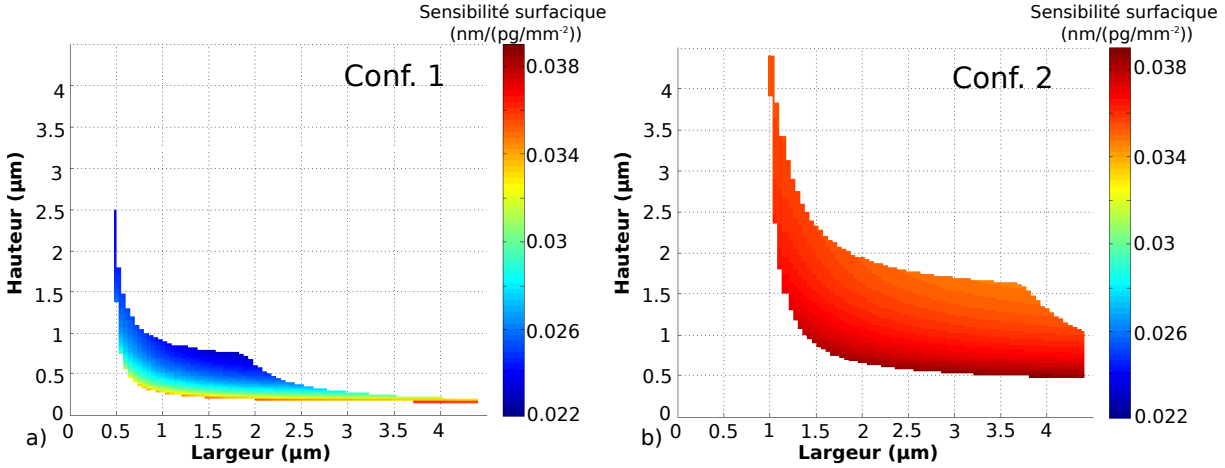 Sensibilité surfacique
(nm/(pg/mm⁻²))
Conf. 1
0.038
0.034
0.03
0.026
0.022
Hauteur (µm)
4
3.5
3
2.5
2
1.5
1
0.5
0
0 0.5 1 1.5 2 2.5 3 3.5 4
a)
Largeur (µm)
Sensibilité surfacique
(nm/(pg/mm⁻²))
Conf. 2
0.038
0.034
0.03
0.026
0.022
Hauteur (µm)
4
3.5
3
2.5
2
1.5
1
0.5
0
0 0.5 1 1.5 2 2.5 3 3.5 4
b)
Largeur (µm)